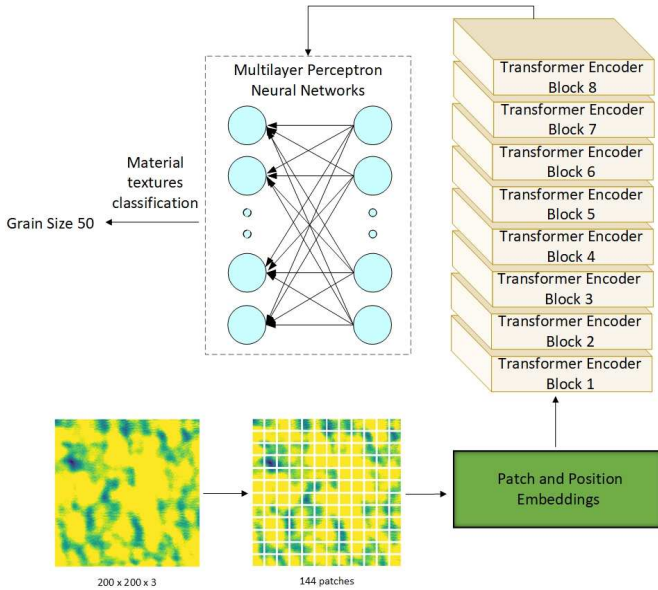 Multilayer Perceptron
Neural Networks
Material
textures
classification
Grain Size 50
Transformer Encoder
Block 8
Transformer Encoder
Block 7
Transformer Encoder
Block 6
Transformer Encoder
Block 5
Transformer Encoder
Block 4
Transformer Encoder
Block 3
Transformer Encoder
Block 2
Transformer Encoder
Block 1
Patch and Position
Embeddings
200 x 200 x 3
144 patches